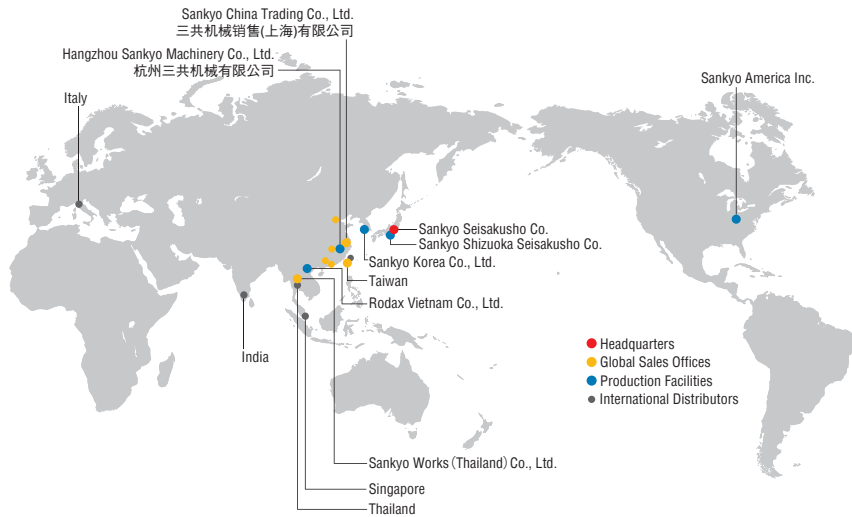 Sankyo China Trading Co., Ltd.
三共机械销售(上海)有限公司
Hangzhou Sankyo Machinery Co., Ltd.
杭州三共机械有限公司
Sankyo America Inc.
Italy
Sankyo Seisakusho Co.
Sankyo Shizuoka Seisakusho Co.
Sankyo Korea Co., Ltd.
Taiwan
Rodax Vietnam Co., Ltd.
India
Headquarters
Global Sales Offices
Production Facilities
International Distributors
Sankyo Works (Thailand) Co., Ltd.
Singapore
Thailand